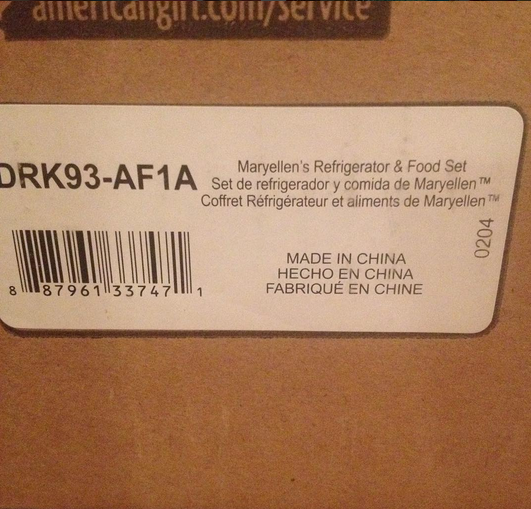 americangirl.com/service
DRK93-AF1A
Maryellen's Refrigerator & Food Set
Set de refrigerador y comida de Maryellen™
Coffret Réfrigérateur et aliments de Maryellen™
0204
8 87961 33747 1
MADE IN CHINA
HECHO EN CHINA
FABRIQUÉ EN CHINE